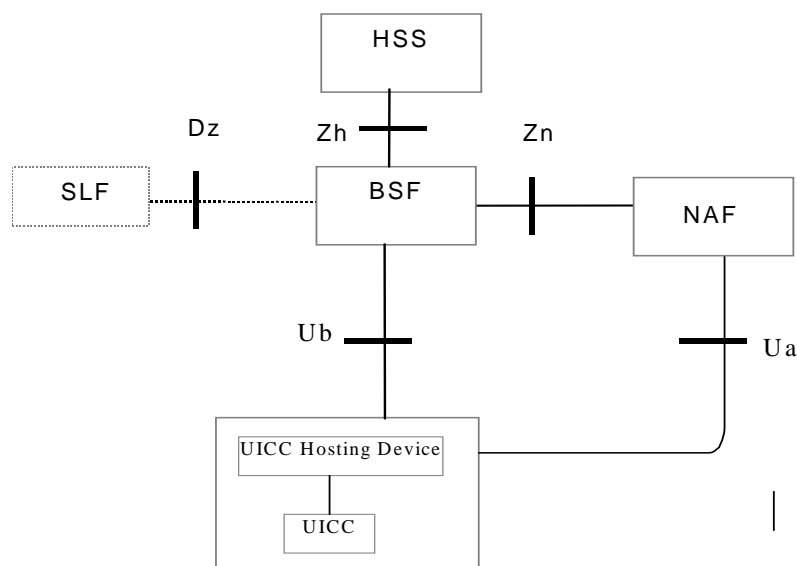 HSS
Dz
Zh
Zn
SLF
BSF
NAF
Ub
Ua
UICC Hosting Device
UICC